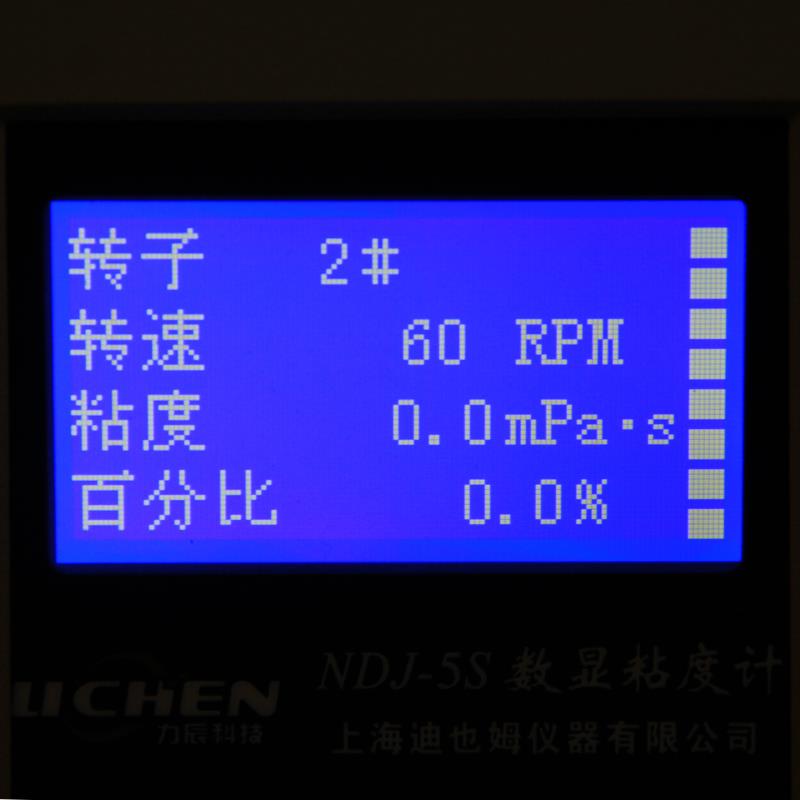 转子 2#
转速 60 RPM
粘度 0.0mPa·s
百分比 0.0%
NDJ-5S 数显粘度计
LICHEN
力辰科技
上海迪也姆仪器有限公司